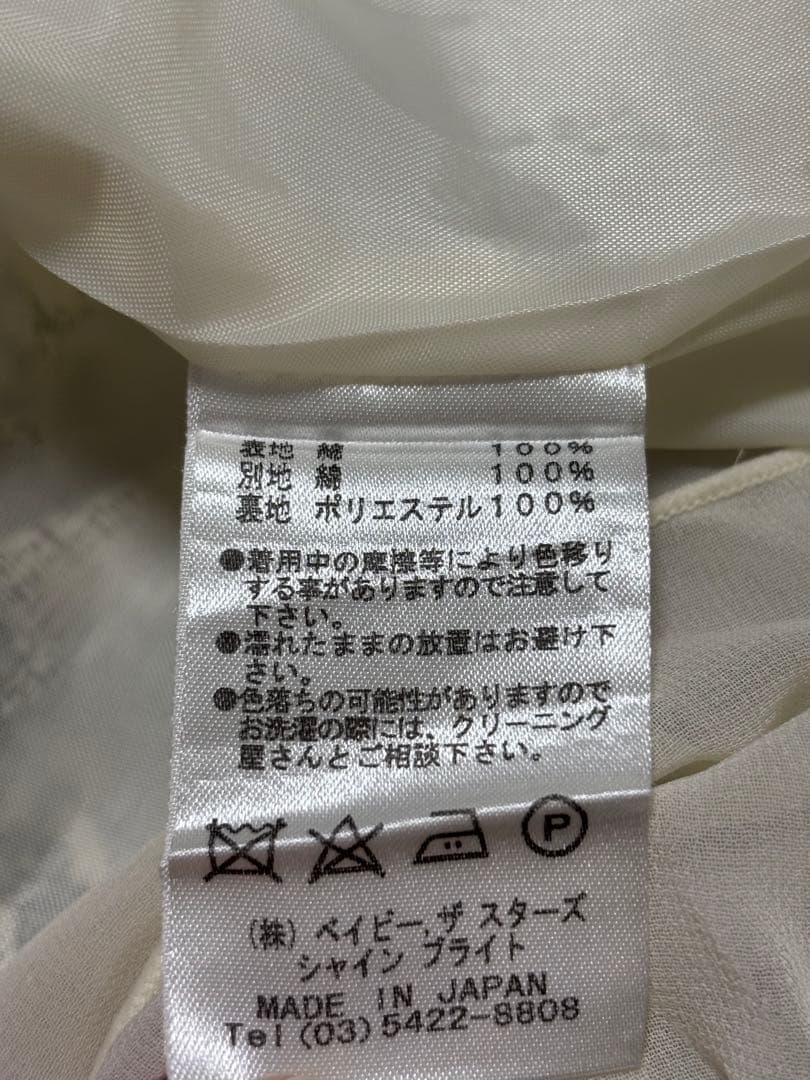 表地 綿 100%
別地 綿 100%
裏地 ポリエステル100%
●着用中の摩擦等により色移り
する事がありますので注意して
下さい。
●濡れたままの放置はお避け下
さい。
●色落ちの可能性がありますので
お洗濯の際には、クリーニング
屋さんとご相談下さい。
P
(株) ベイビー,ザ スターズ
シャイン ブライト
MADE IN JAPAN
Tel (03) 5422-8808